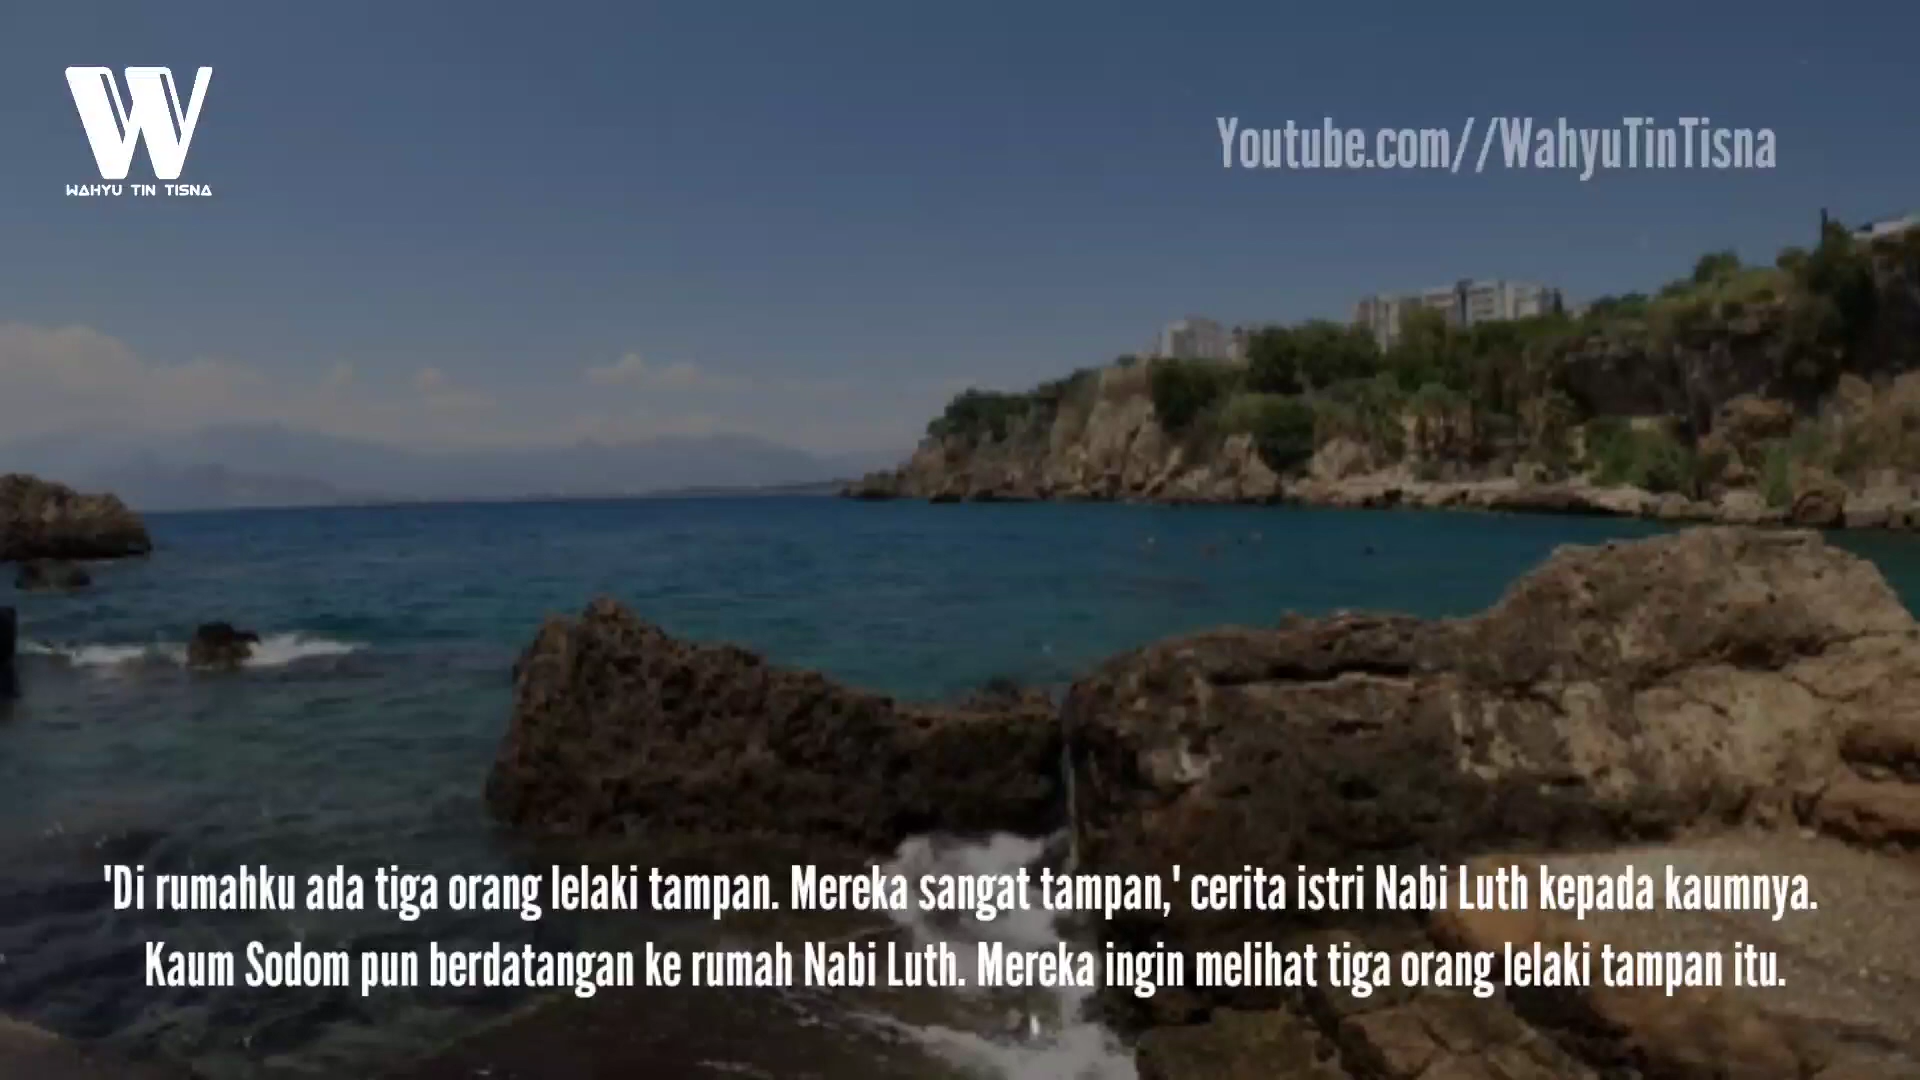 W
WAHYU TIN TISNA
Youtube.com//WahyuTinTisna
'Di rumahku ada tiga orang lelaki tampan. Mereka sangat tampan,' cerita istri Nabi Luth kepada kaumnya.
Kaum Sodom pun berdatangan ke rumah Nabi Luth. Mereka ingin melihat tiga orang lelaki tampan itu.